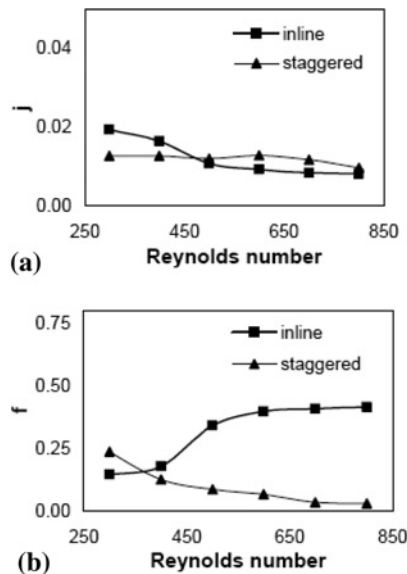 0.04
0.02
0.00
j
inline
staggered
250 450 650 850
Reynolds number
(a)
0.75
0.50
0.25
0.00
f
inline
staggered
250 450 650 850
Reynolds number
(b)